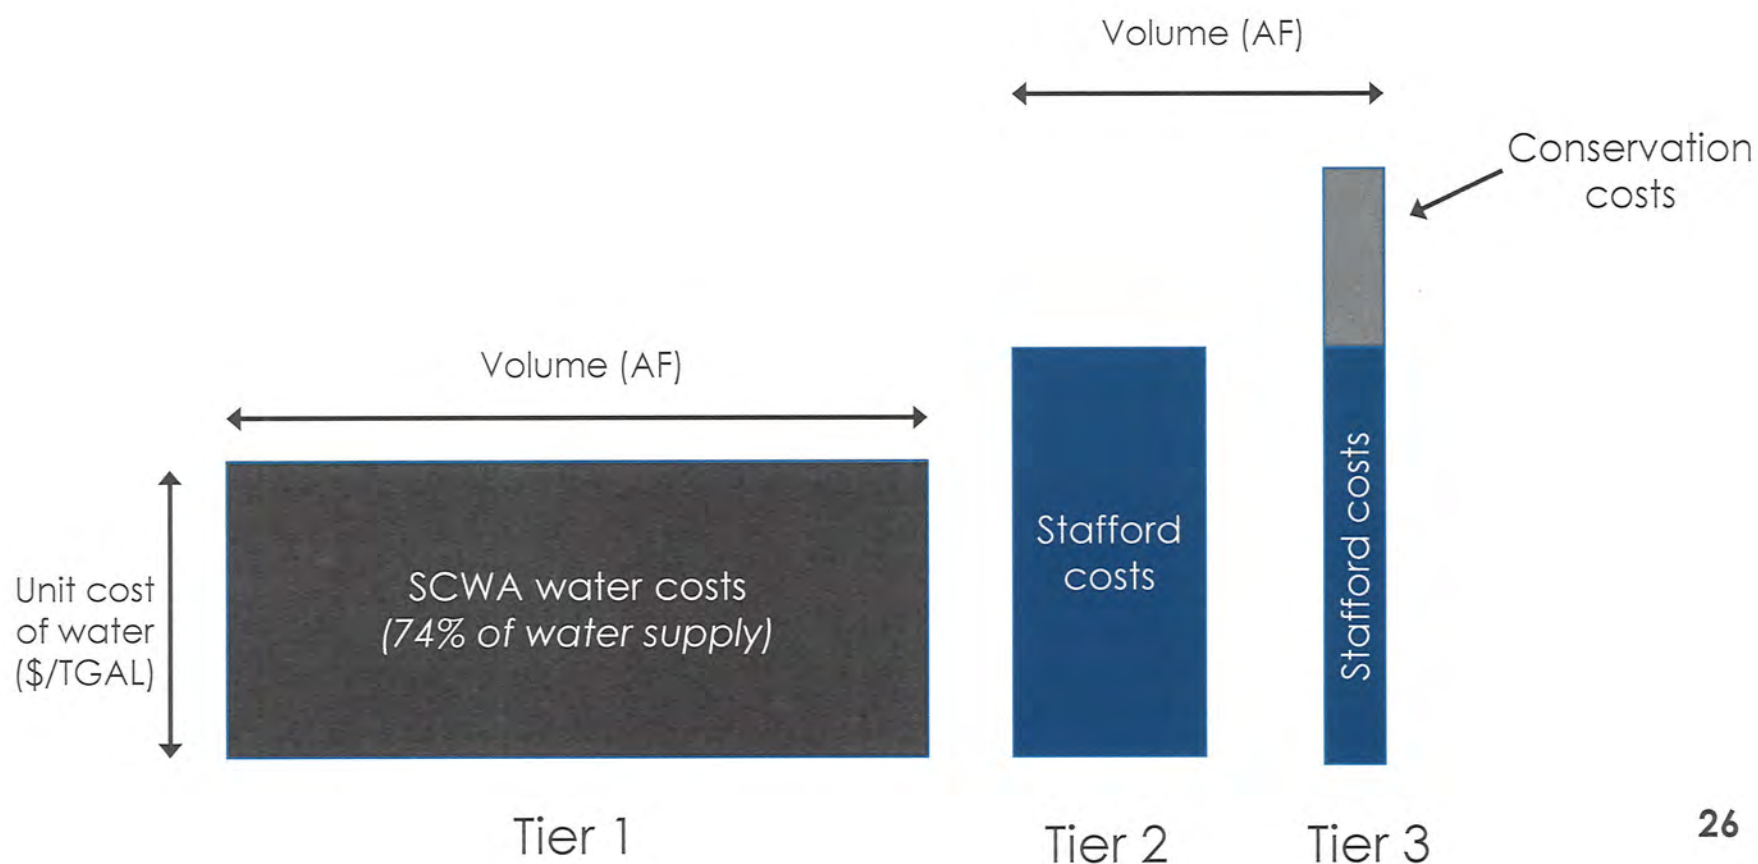 Volume (AF)
Conservation
costs
Volume (AF)
Unit cost
of water
($/TGAL)
SCWA water costs
(74% of water supply)
Stafford
costs
Stafford costs
Tier 1
Tier 2
Tier 3
26